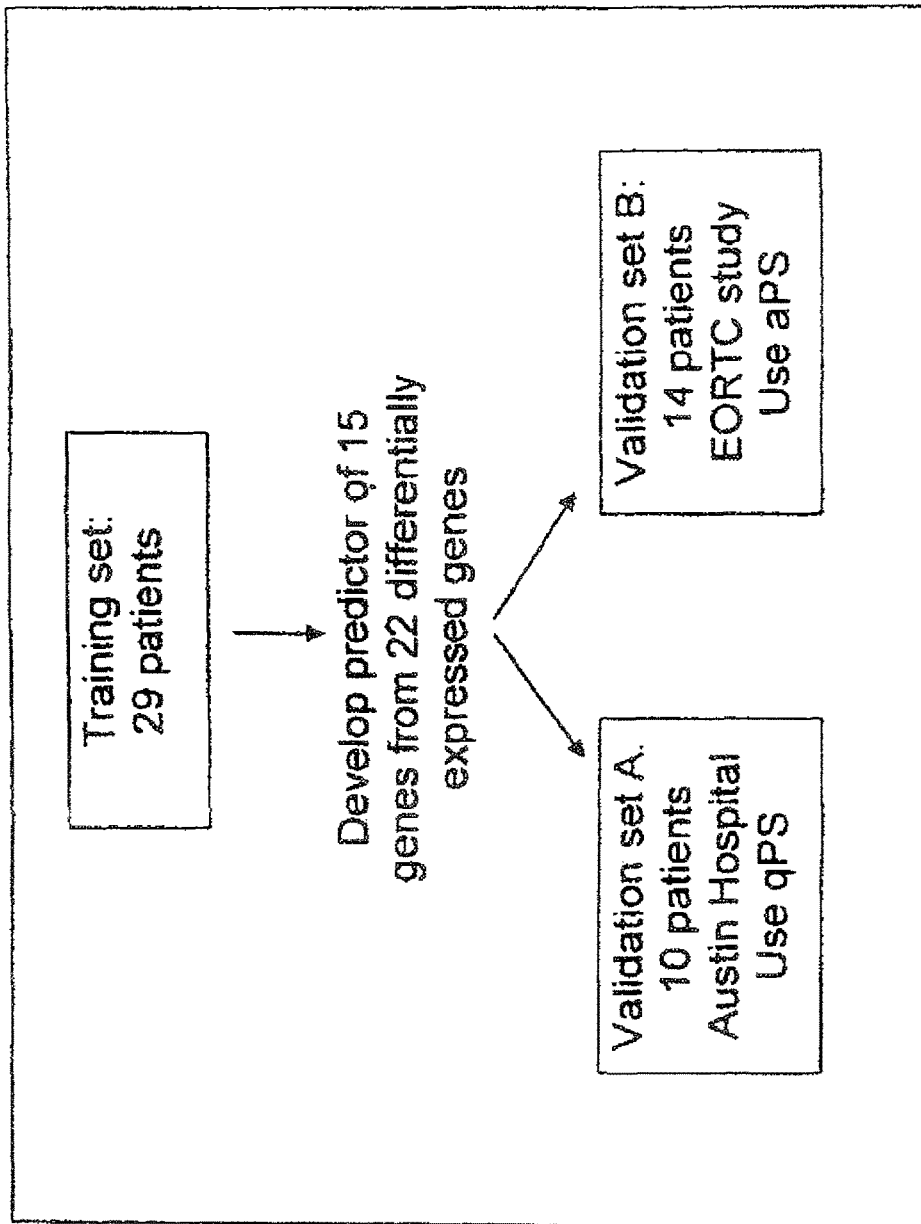 Training set:
29 patients
Develop predictor of 15
genes from 22 differentially
expressed genes
Validation set A.
10 patients
Austin Hospital
Use qPS
Validation set B:
14 patients
EORTC study
Use aPS